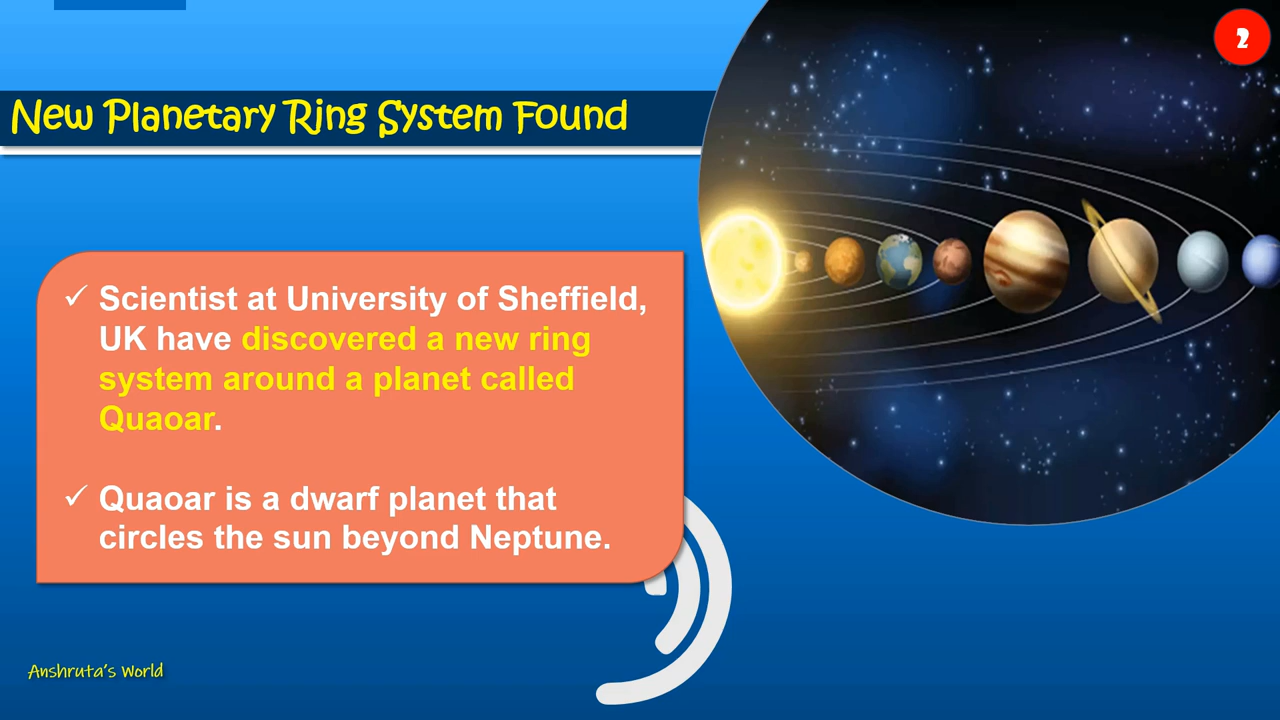 2
New Planetary Ring System Found
✓ Scientist at University of Sheffield,
UK have discovered a new ring
system around a planet called
Quaoar.
✓ Quaoar is a dwarf planet that
circles the sun beyond Neptune.
Anshruta's World